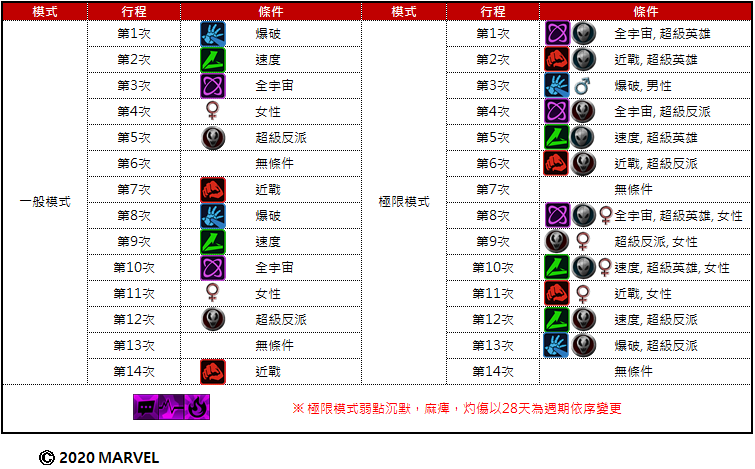 模式 行程 條件 模式 行程 條件
第1次 爆破 第1次 全宇宙, 超級英雄
第2次 速度 第2次 近戰, 超級英雄
第3次 全宇宙 第3次 爆破, 男性
第4次 女性 第4次 全宇宙, 超級反派
第5次 超級反派 第5次 速度, 超級英雄
第6次 無條件 第6次 近戰, 超級反派
第7次 近戰 第7次 無條件
一般模式 第8次 爆破 極限模式 第8次 全宇宙, 超級英雄, 女性
第9次 速度 第9次 超級反派, 女性
第10次 全宇宙 第10次 速度, 超級英雄, 女性
第11次 女性 第11次 近戰, 女性
第12次 超級反派 第12次 速度, 超級反派
第13次 無條件 第13次 爆破, 超級反派
第14次 近戰 第14次 無條件
※ 極限模式弱點沉默，麻痺，灼傷以28天為週期依序變更
© 2020 MARVEL